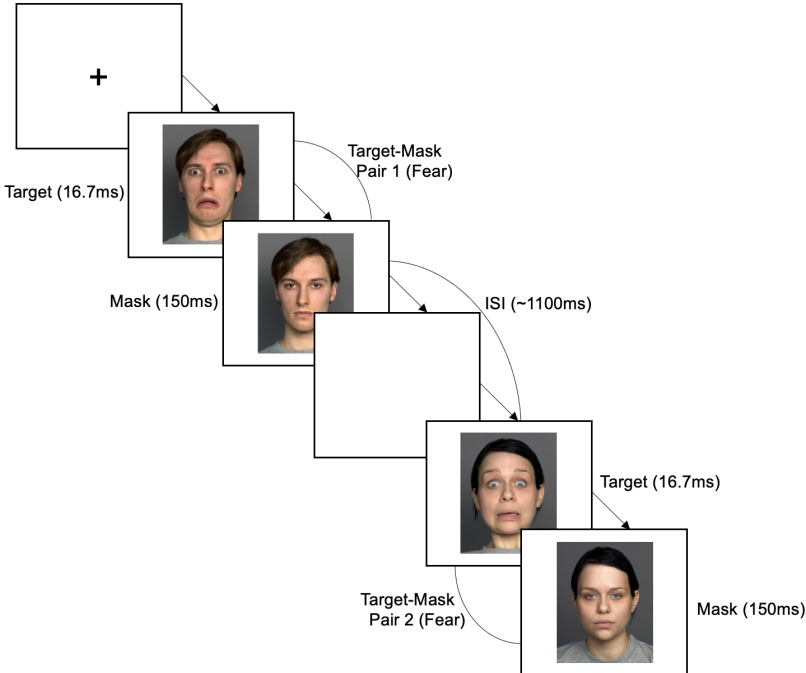 Target-Mask
Pair 1 (Fear)
Target (16.7ms)
Mask (150ms)
ISI (~1100ms)
Target (16.7ms)
Target-Mask
Pair 2 (Fear)
Mask (150ms)